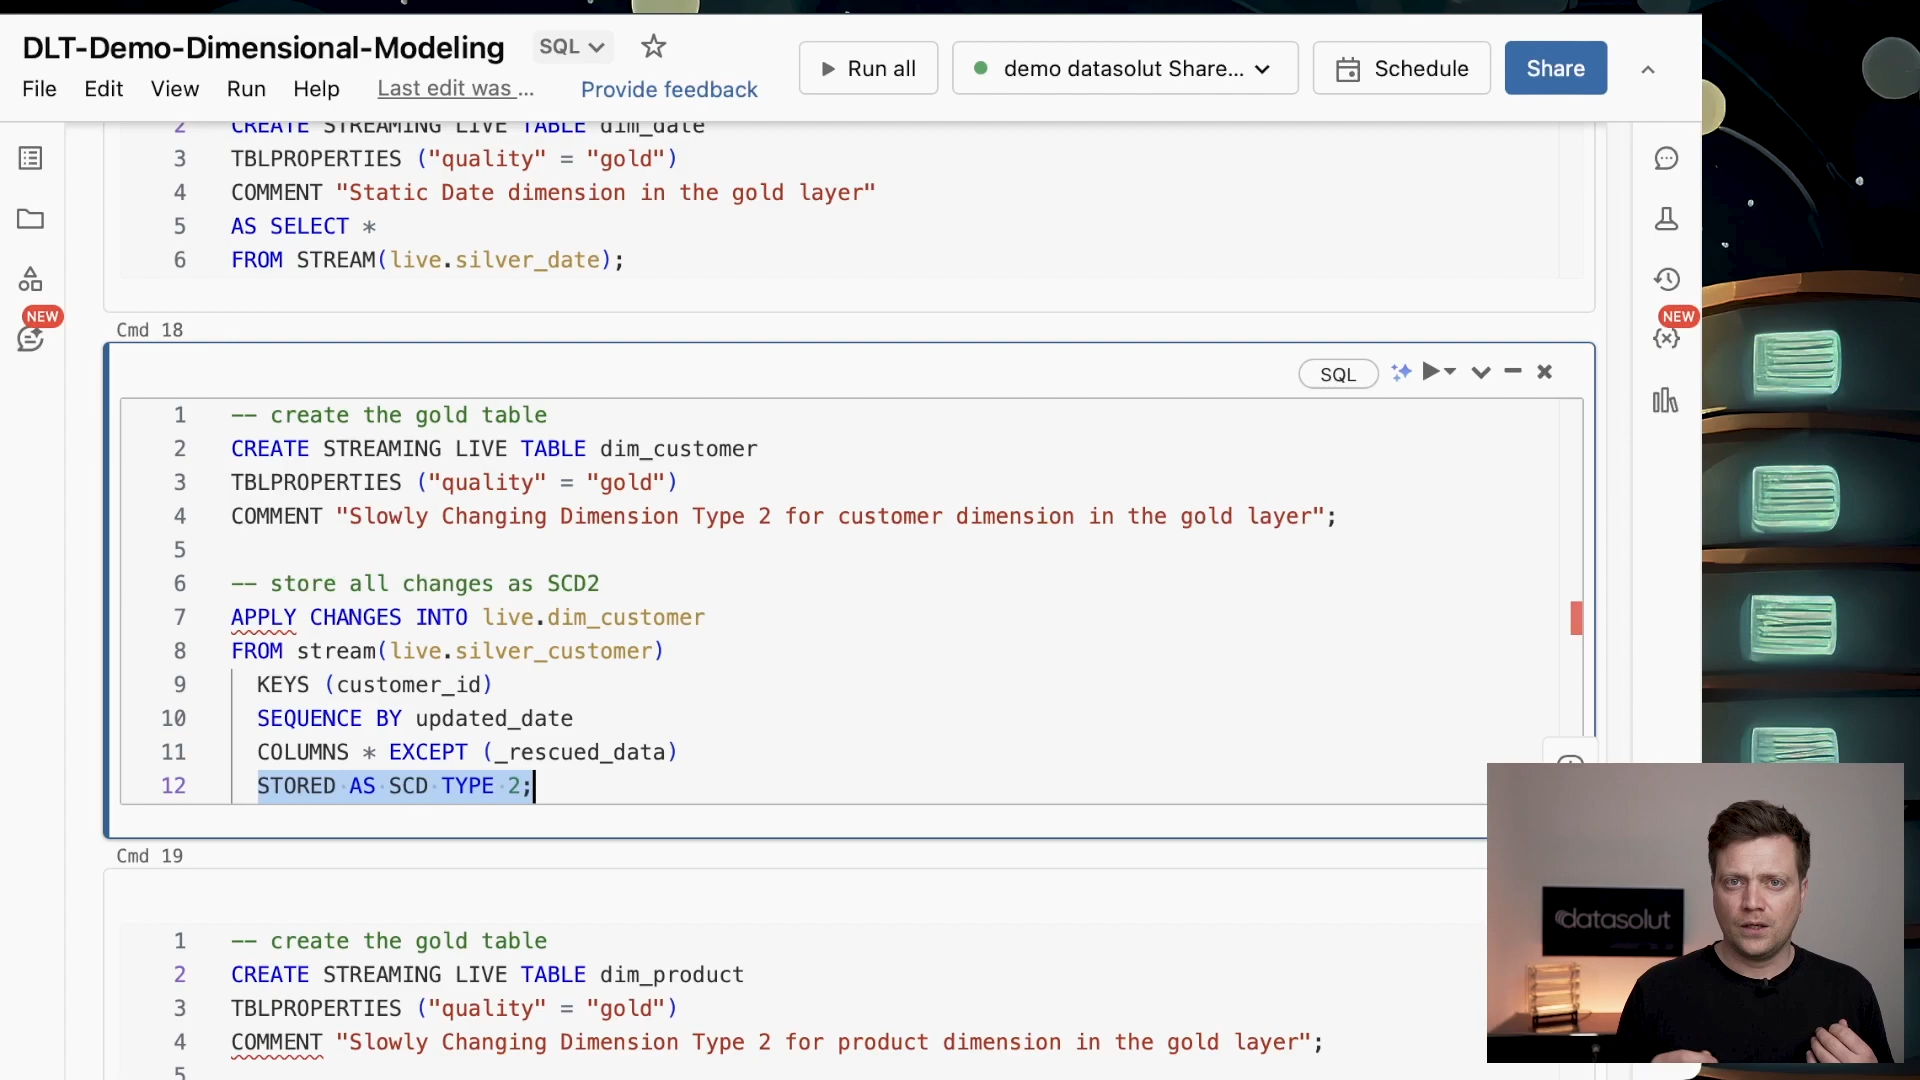 DLT-Demo-Dimensional-Modeling SQL
File Edit View Run Help Last edit was ... Provide feedback
Run all
demo datasolut Share...
Schedule
Share
2 CREATE STREAMING LIVE TABLE dim_date
3 TBLPROPERTIES ("quality" = "gold")
4 COMMENT "Static Date dimension in the gold layer"
5 AS SELECT *
6 FROM STREAM(live.silver_date);
NEW
NEW
Cmd 18
SQL
1 -- create the gold table
2 CREATE STREAMING LIVE TABLE dim_customer
3 TBLPROPERTIES ("quality" = "gold")
4 COMMENT "Slowly Changing Dimension Type 2 for customer dimension in the gold layer";
5
6 -- store all changes as SCD2
7 APPLY CHANGES INTO live.dim_customer
8 FROM stream(live.silver_customer)
9 KEYS (customer_id)
10 SEQUENCE BY updated_date
11 COLUMNS * EXCEPT (_rescued_data)
12 STORED AS SCD TYPE 2;
Cmd 19
1 -- create the gold table
2 CREATE STREAMING LIVE TABLE dim_product
3 TBLPROPERTIES ("quality" = "gold")
4 COMMENT "Slowly Changing Dimension Type 2 for product dimension in the gold layer";
5
datasolut